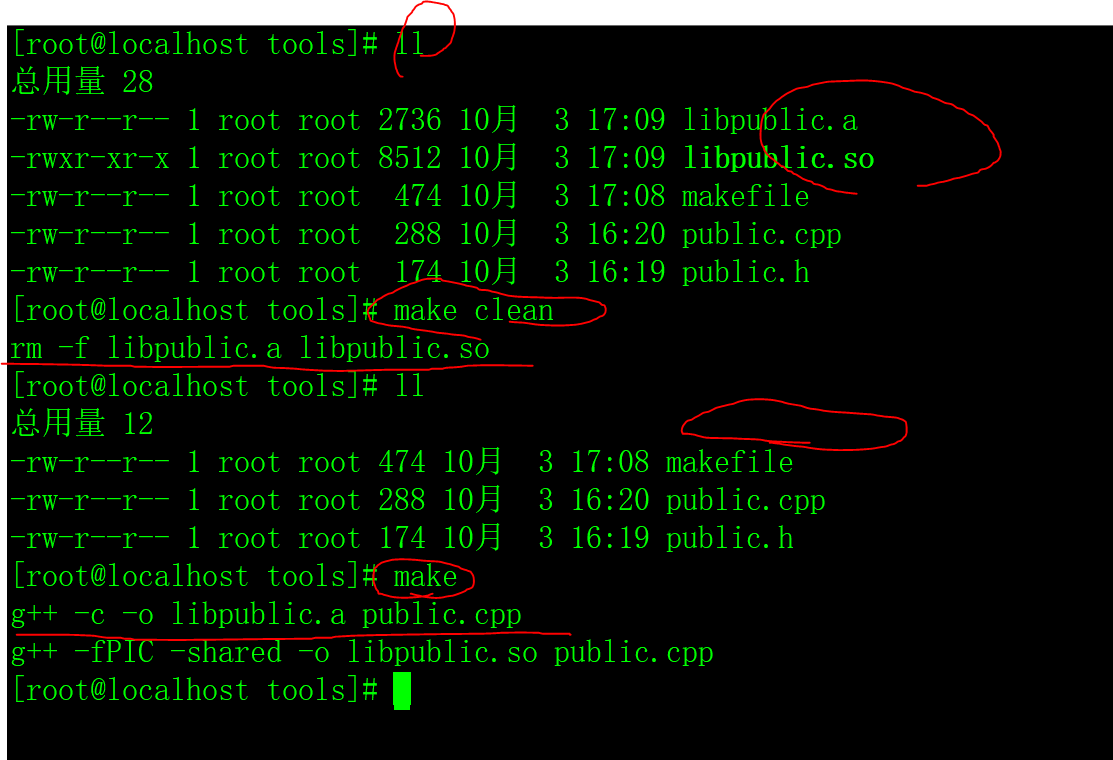 [root@localhost tools]# ll
总用量 28
-rw-r--r-- 1 root root 2736 10月  3 17:09 libpublic.a
-rwxr-xr-x 1 root root 8512 10月  3 17:09 libpublic.so
-rw-r--r-- 1 root root  474 10月  3 17:08 makefile
-rw-r--r-- 1 root root  288 10月  3 16:20 public.cpp
-rw-r--r-- 1 root root  174 10月  3 16:19 public.h
[root@localhost tools]# make clean
rm -f libpublic.a libpublic.so
[root@localhost tools]# ll
总用量 12
-rw-r--r-- 1 root root 474 10月  3 17:08 makefile
-rw-r--r-- 1 root root 288 10月  3 16:20 public.cpp
-rw-r--r-- 1 root root 174 10月  3 16:19 public.h
[root@localhost tools]# make
g++ -c -o libpublic.a public.cpp
g++ -fPIC -shared -o libpublic.so public.cpp
[root@localhost tools]#